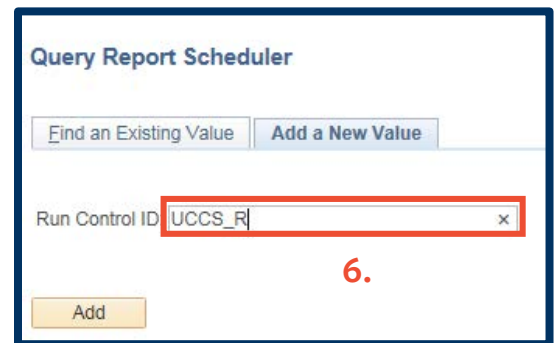 Query Report Scheduler
Find an Existing Value Add a New Value
Run Control ID UCCS_R ×
6.
Add